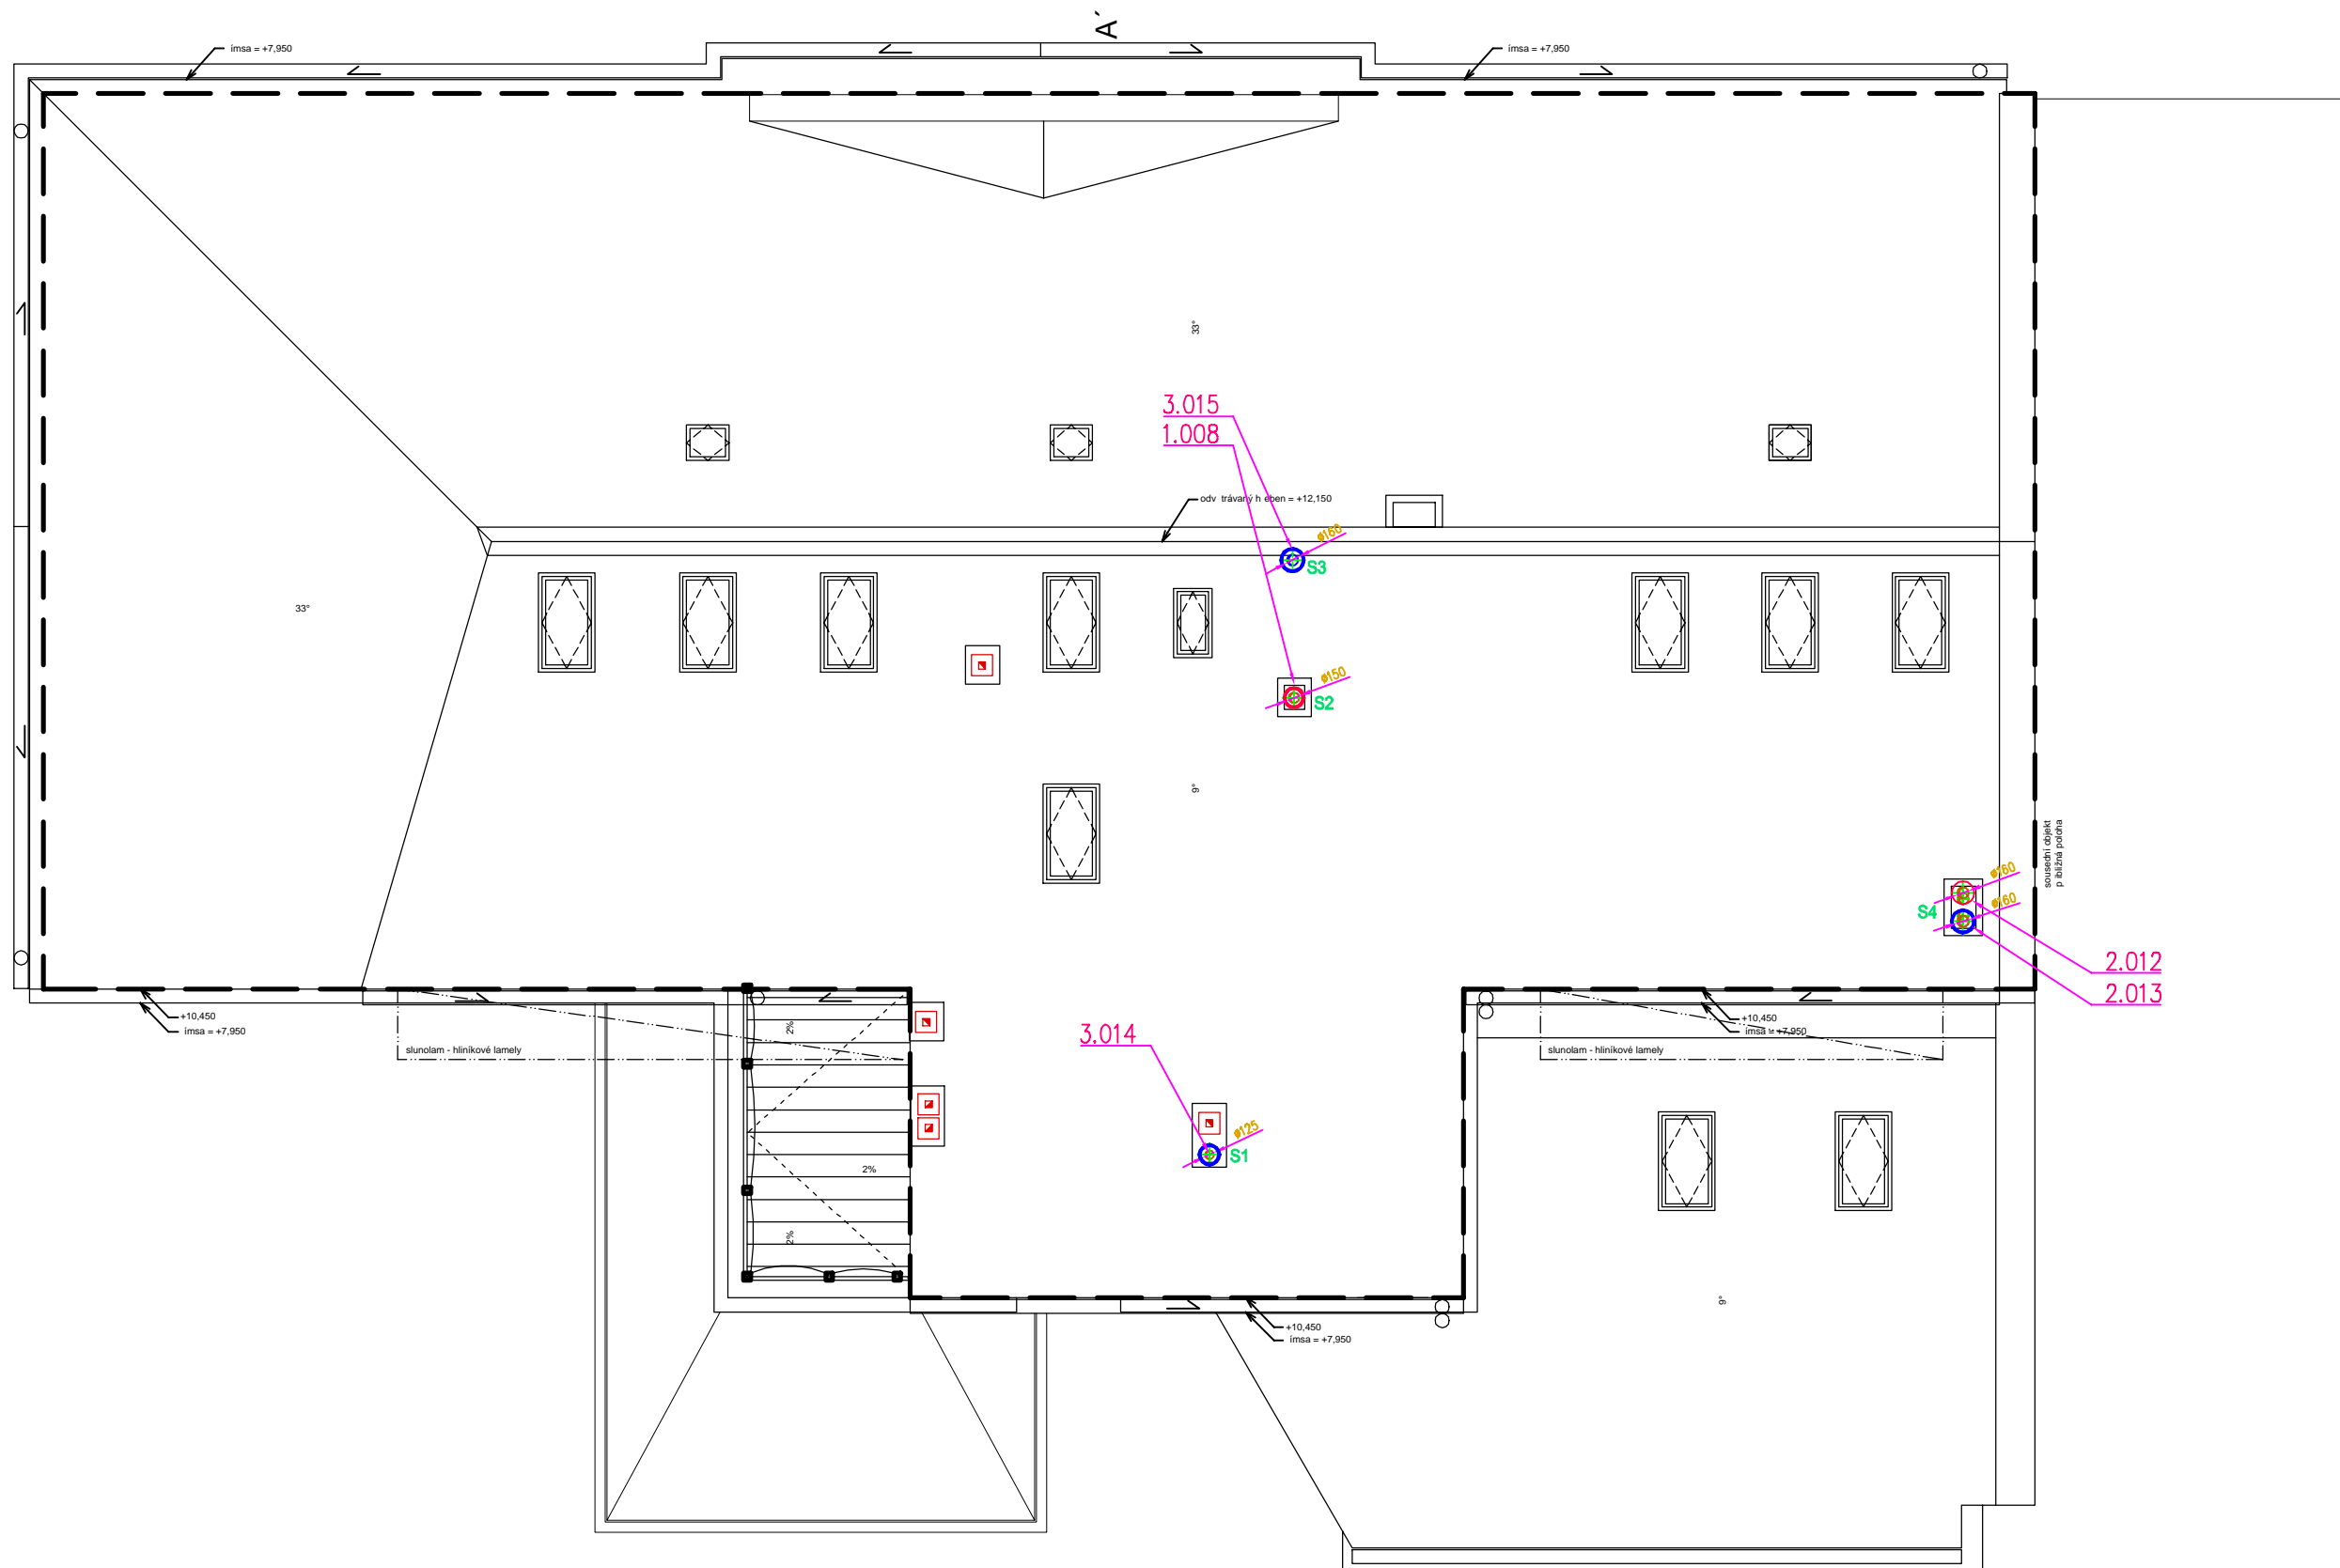 A`
ímsa = +7,950
ímsa = +7,950
33°
3.015
1.008
odv trávaný h eben = +12,150
ø160
S3
33°
ø150
S2
9°
sousední objekt
p ibližná poloha
ø160
S4
ø160
2.012
2.013
+10,450
ímsa = +7,950
slunolam - hliníkové lamely
2%
3.014
+10,450
ímsa = +7,950
slunolam - hliníkové lamely
ø125
S1
2%
2%
9°
+10,450
ímsa = +7,950